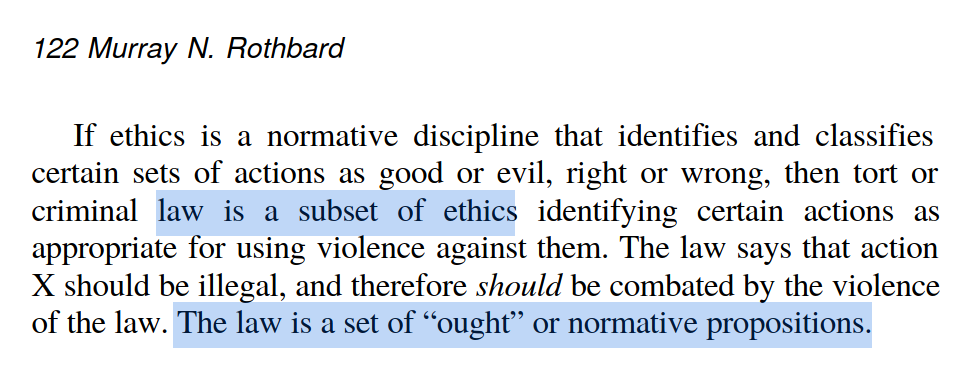 122 Murray N. Rothbard
If ethics is a normative discipline that identifies and classifies
certain sets of actions as good or evil, right or wrong, then tort or
criminal law is a subset of ethics identifying certain actions as
appropriate for using violence against them. The law says that action
X should be illegal, and therefore should be combated by the violence
of the law. The law is a set of “ought” or normative propositions.